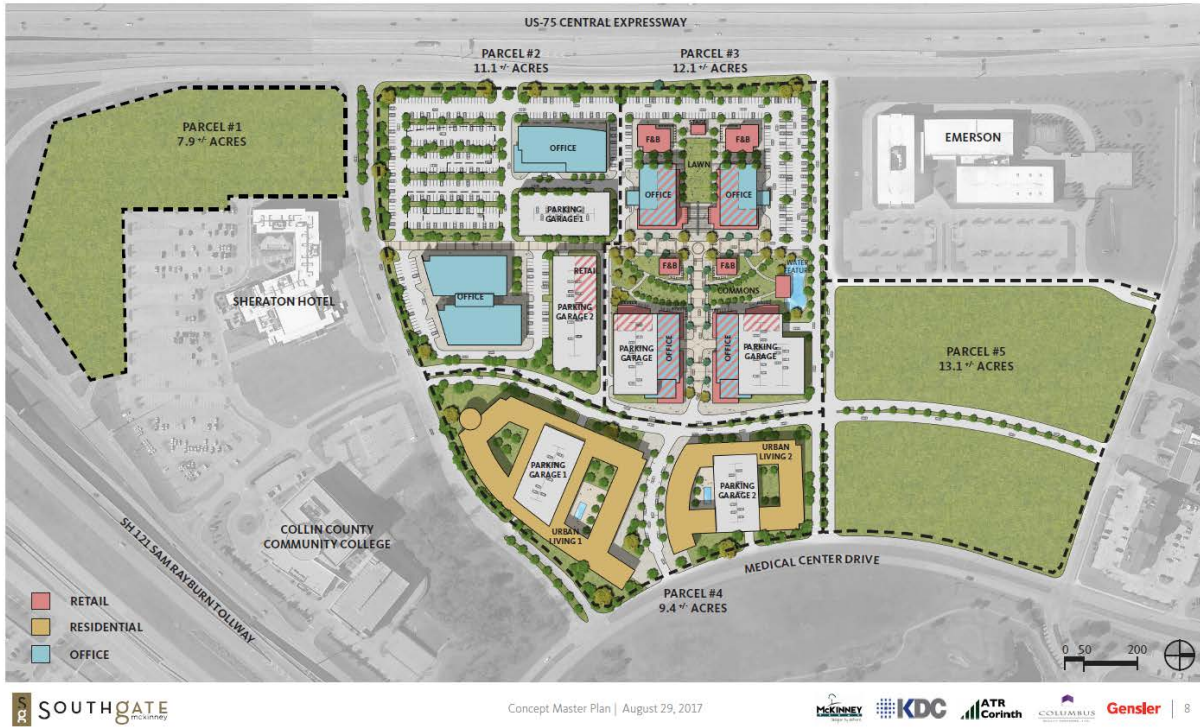 US-75 CENTRAL EXPRESSWAY
PARCEL #2
11.1 +/- ACRES
PARCEL #3
12.1 +/- ACRES
PARCEL #1
7.9 +/- ACRES
OFFICE
F&B
F&B
LAWN
EMERSON
OFFICE
OFFICE
PARKING
GARAGE 1
SHERATON HOTEL
OFFICE
RETAIL
PARKING
GARAGE 2
F&B
F&B
COMMONS
WATER
FEATURE
PARKING
GARAGE
OFFICE
OFFICE
PARKING
GARAGE
PARCEL #5
13.1 +/- ACRES
PARKING
GARAGE 1
URBAN
LIVING 1
URBAN
LIVING 2
PARKING
GARAGE 2
COLLIN COUNTY
COMMUNITY COLLEGE
SH 121 SAM RAYBURN TOLLWAY
MEDICAL CENTER DRIVE
PARCEL #4
9.4 +/- ACRES
RETAIL
RESIDENTIAL
OFFICE
0 50 200
SG
SOUTHGATE
mckinney
Concept Master Plan | August 29, 2017
McKINNEY
KDC
ATR
Corinth
COLUMBUS
Gensler
8